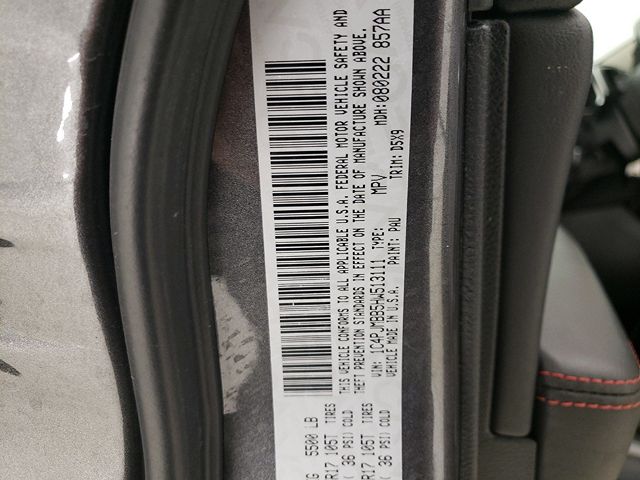 G 5500 LB
R17 105T TIRES
( 36 PSI) COLD
R17 105T TIRES
( 36 PSI) COLD
THIS VEHICLE CONFORMS TO ALL APPLICABLE U.S.A. FEDERAL MOTOR VEHICLE SAFETY AND
THEFT PREVENTION STANDARDS IN EFFECT ON THE DATE OF MANUFACTURE SHOWN ABOVE.
VIN: 1C4PJMBB5HW513111 TYPE: MPV MDH:080222 857AA
VEHICLE MADE IN U.S.A. PAINT: PAU TRIM: D5X9